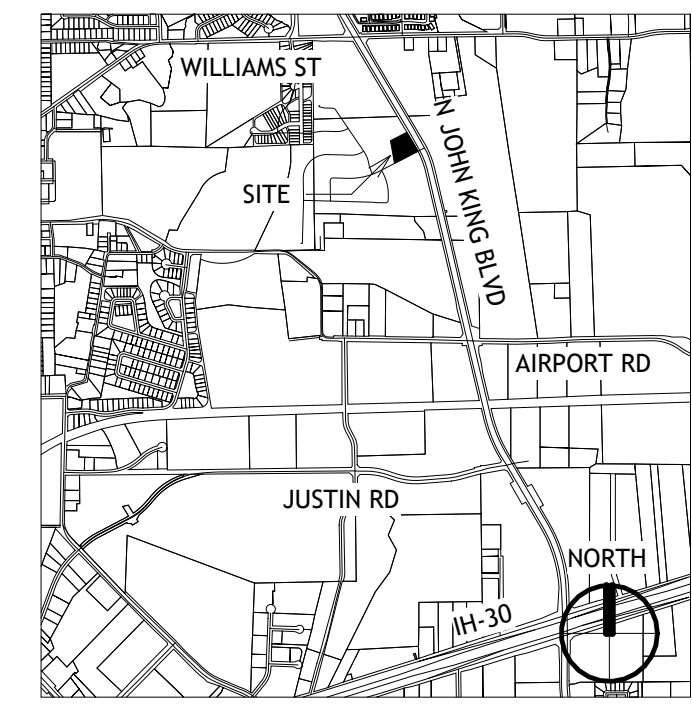 WILLIAMS ST
N JOHN KING BLVD
SITE
AIRPORT RD
JUSTIN RD
NORTH
IH-30